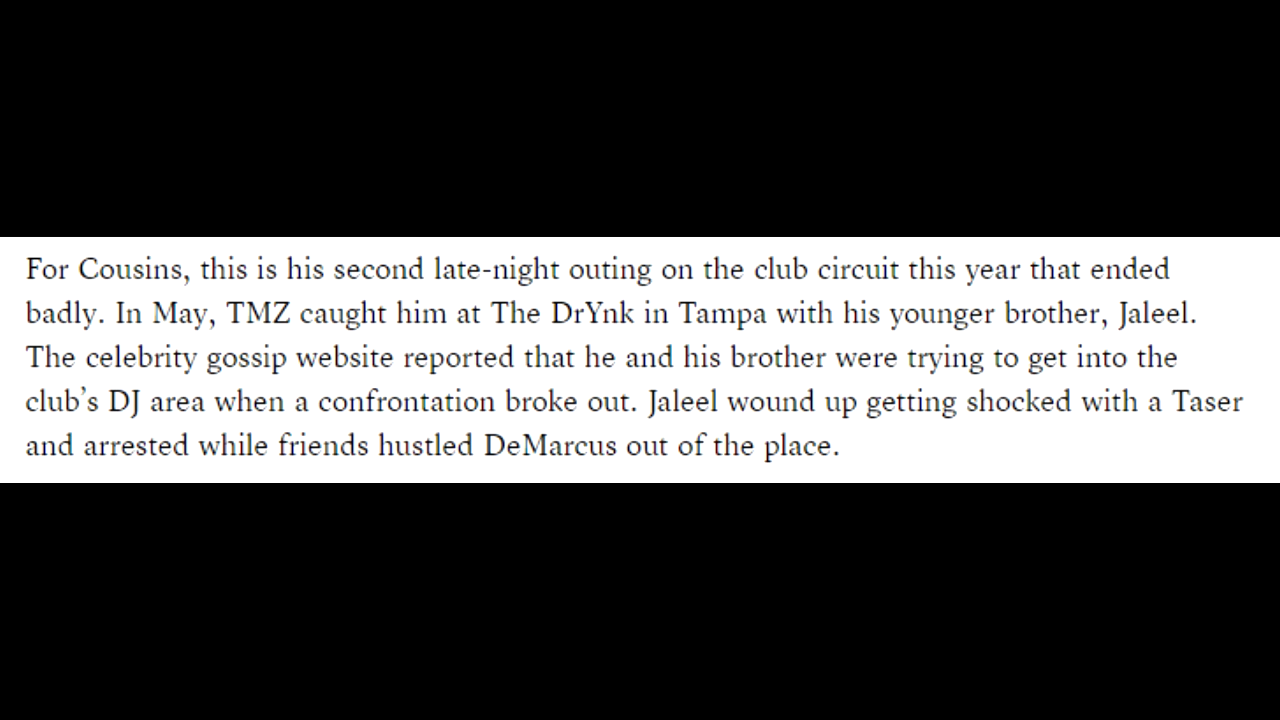 For Cousins, this is his second late-night outing on the club circuit this year that ended
badly. In May, TMZ caught him at The DrYnk in Tampa with his younger brother, Jaleel.
The celebrity gossip website reported that he and his brother were trying to get into the
club’s DJ area when a confrontation broke out. Jaleel wound up getting shocked with a Taser
and arrested while friends hustled DeMarcus out of the place.